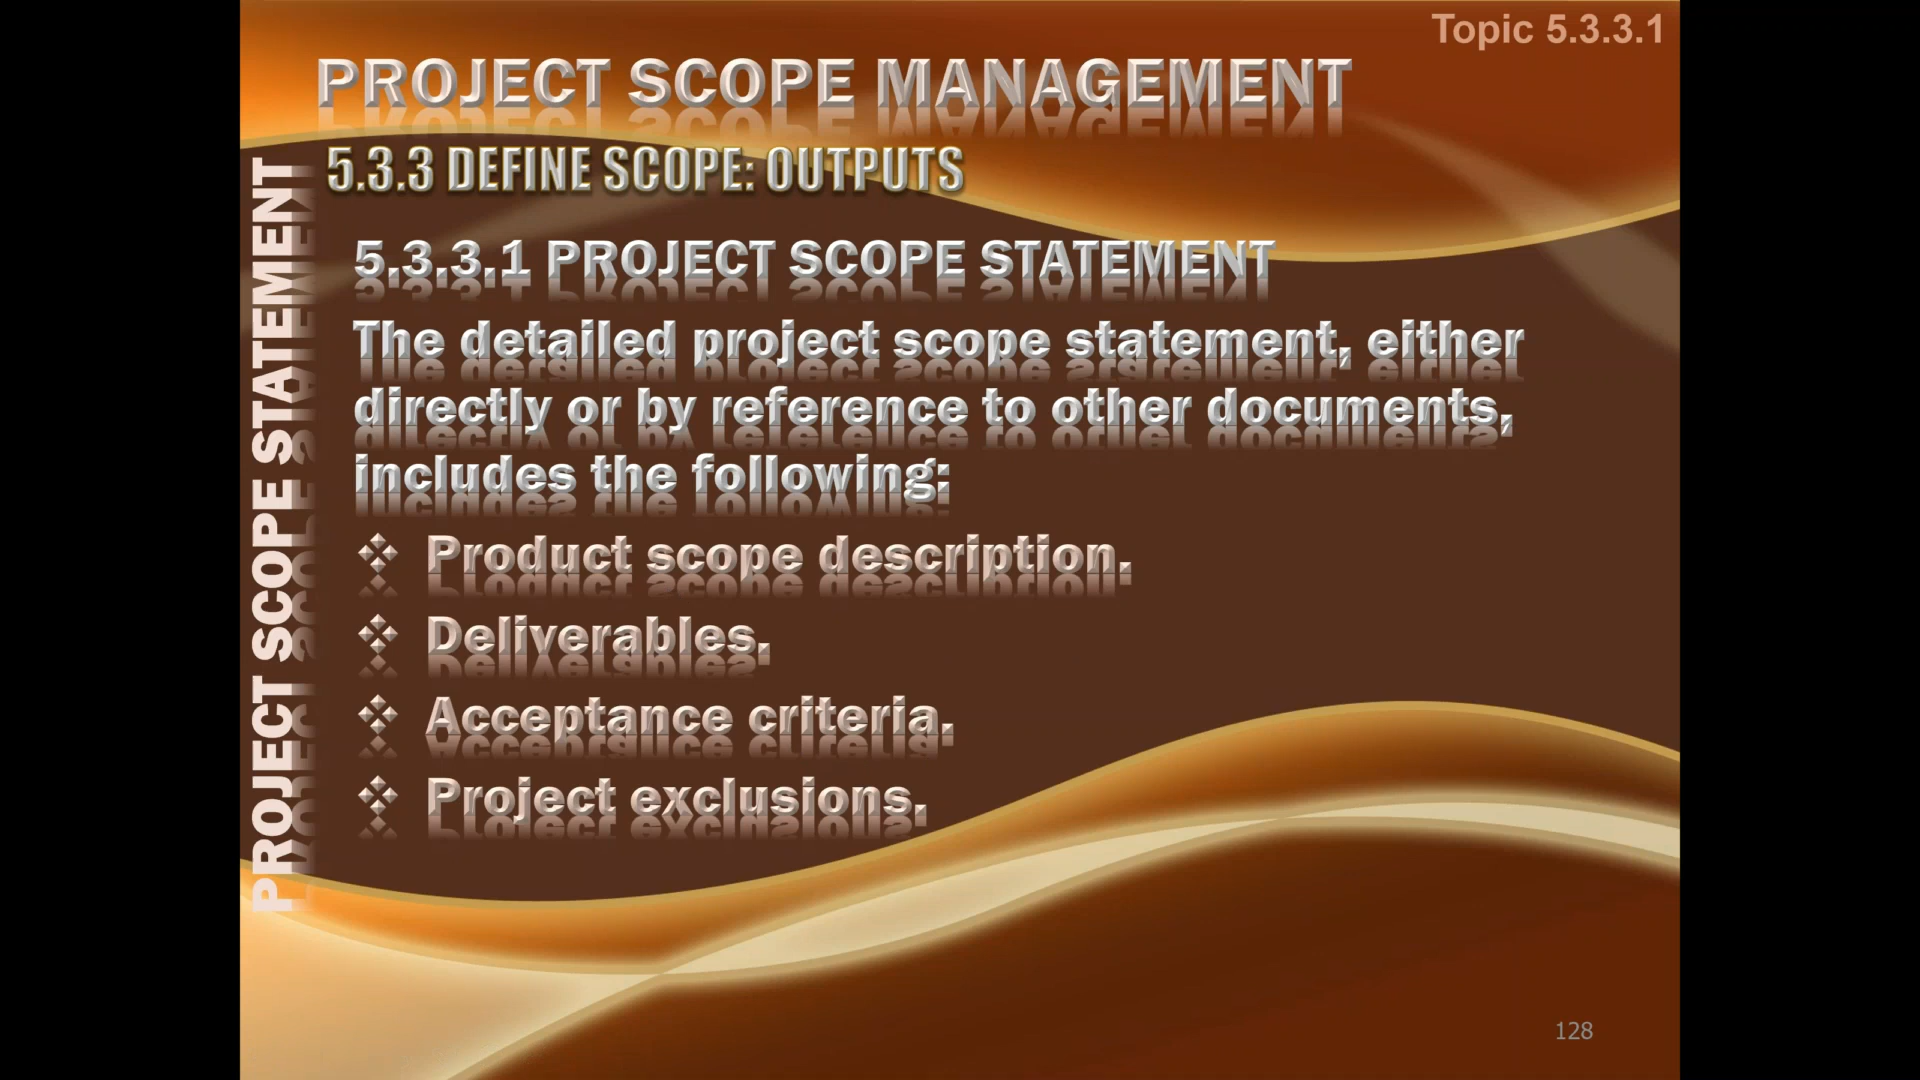 Topic 5.3.3.1
PROJECT SCOPE MANAGEMENT
5.3.3 DEFINE SCOPE: OUTPUTS
PROJECT SCOPE STATEMENT
5.3.3.1 PROJECT SCOPE STATEMENT
The detailed project scope statement, either
directly or by reference to other documents,
includes the following:
❖ Product scope description.
❖ Deliverables.
❖ Acceptance criteria.
❖ Project exclusions.
128